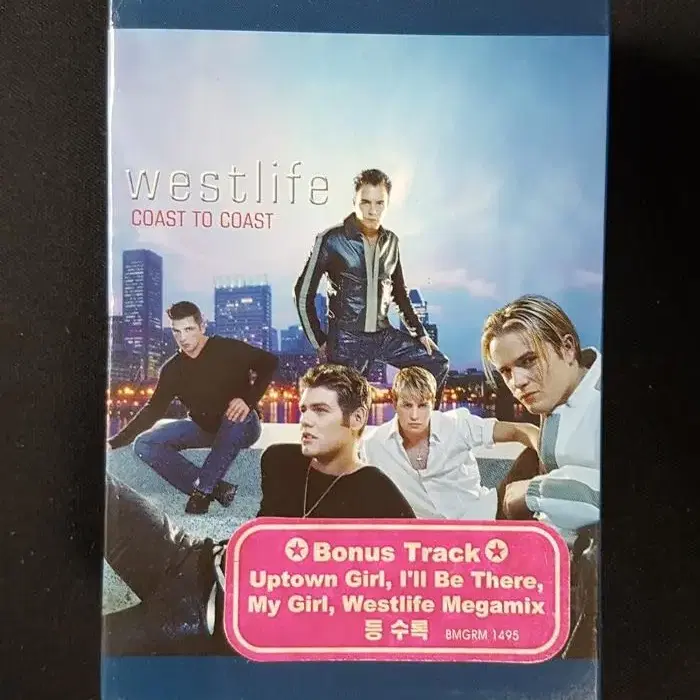 westlife
COAST TO COAST
Bonus Track
Uptown Girl, I'll Be There,
My Girl, Westlife Megamix
등 수록 BMGRM 1495